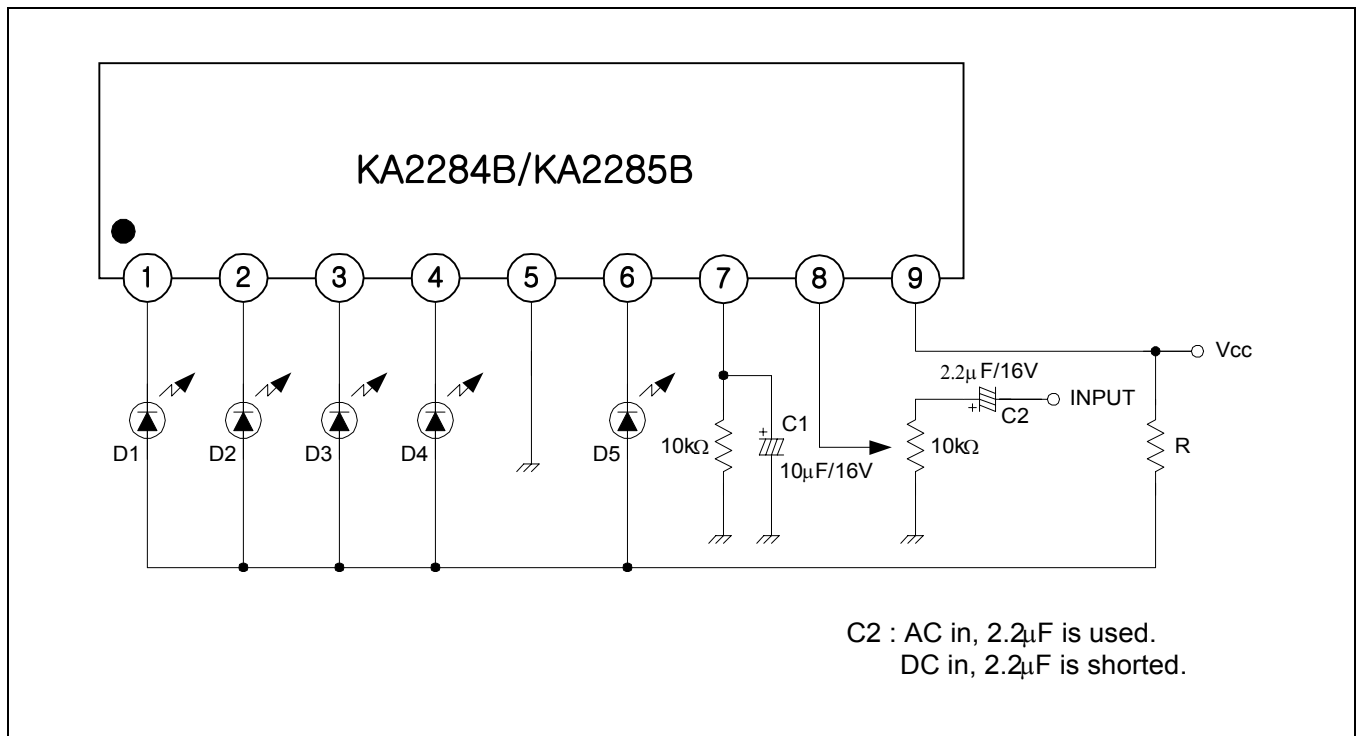 KA2284B/KA2285B
1 2 3 4 5 6 7 8 9
Vcc
2.2μF/16V
+
C2
INPUT
D1
D2
D3
D4
D5
10kΩ
+
C1
10μF/16V
10kΩ
R
C2 : AC in, 2.2μF is used.
DC in, 2.2μF is shorted.